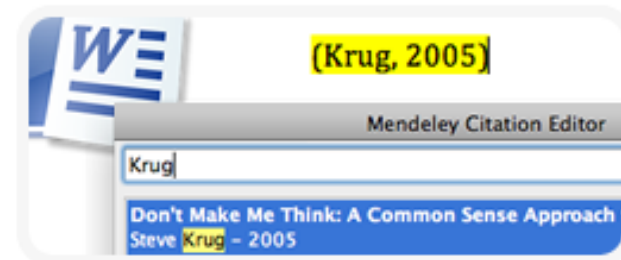 W
(Krug, 2005)
Mendeley Citation Editor
Krug
Don't Make Me Think: A Common Sense Approach
Steve Krug – 2005